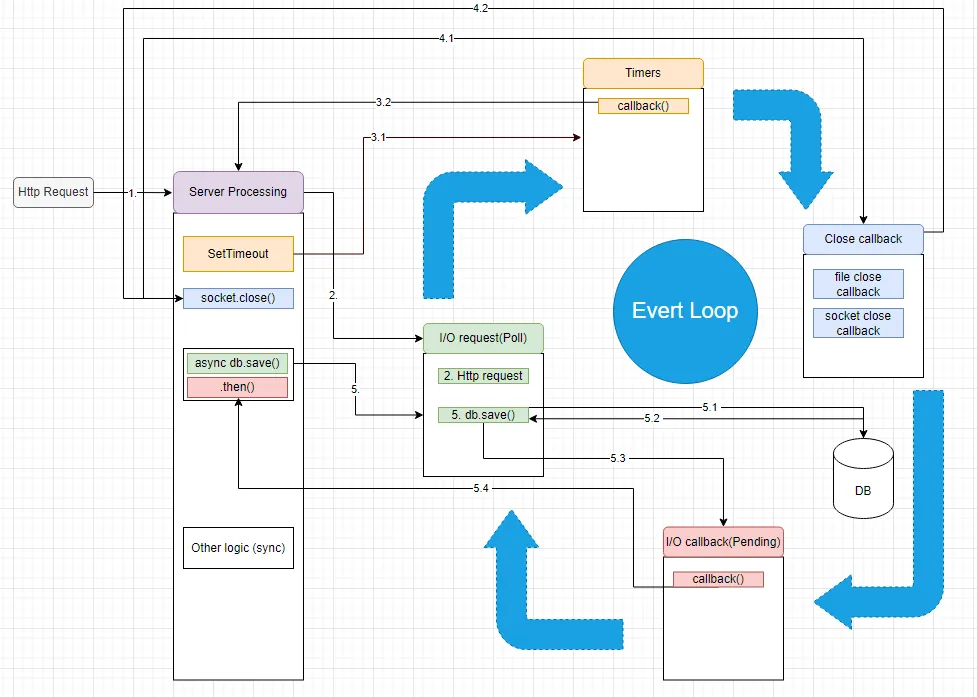 4.2
4.1
Timers
callback()
3.2
3.1
Http Request
1.
Server Processing
SetTimeout
socket.close()
2.
Close callback
file close
callback
socket close
callback
Evert Loop
I/O request(Poll)
2. Http request
async db.save()
.then()
5.
5. db.save()
5.1
5.2
5.3
5.4
DB
Other logic (sync)
I/O callback(Pending)
callback()